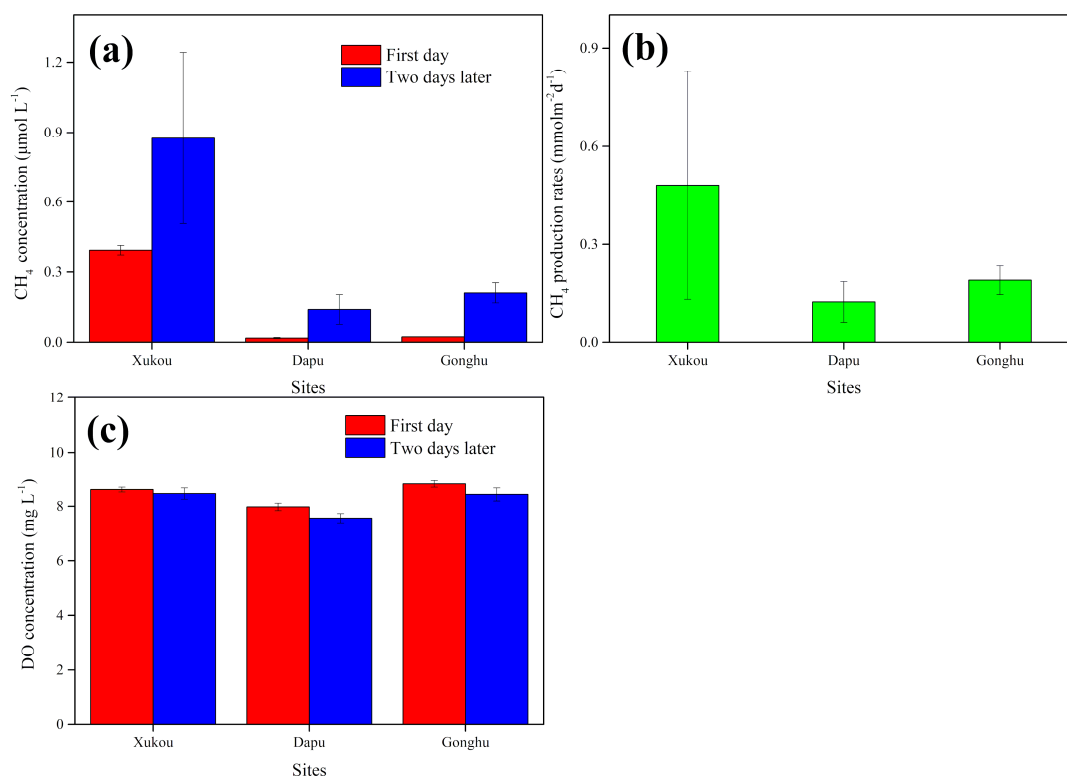 (a)
First day
Two days later
CH₄ concentration (μmol L⁻¹)
1.2
0.9
0.6
0.3
0.0
Xukou Dapu Gonghu
Sites
(b)
CH₄ production rates (mmolm⁻²d⁻¹)
0.9
0.6
0.3
0.0
Xukou Dapu Gonghu
Sites
(c)
First day
Two days later
DO concentration (mg L⁻¹)
12
10
8
6
4
2
0
Xukou Dapu Gonghu
Sites